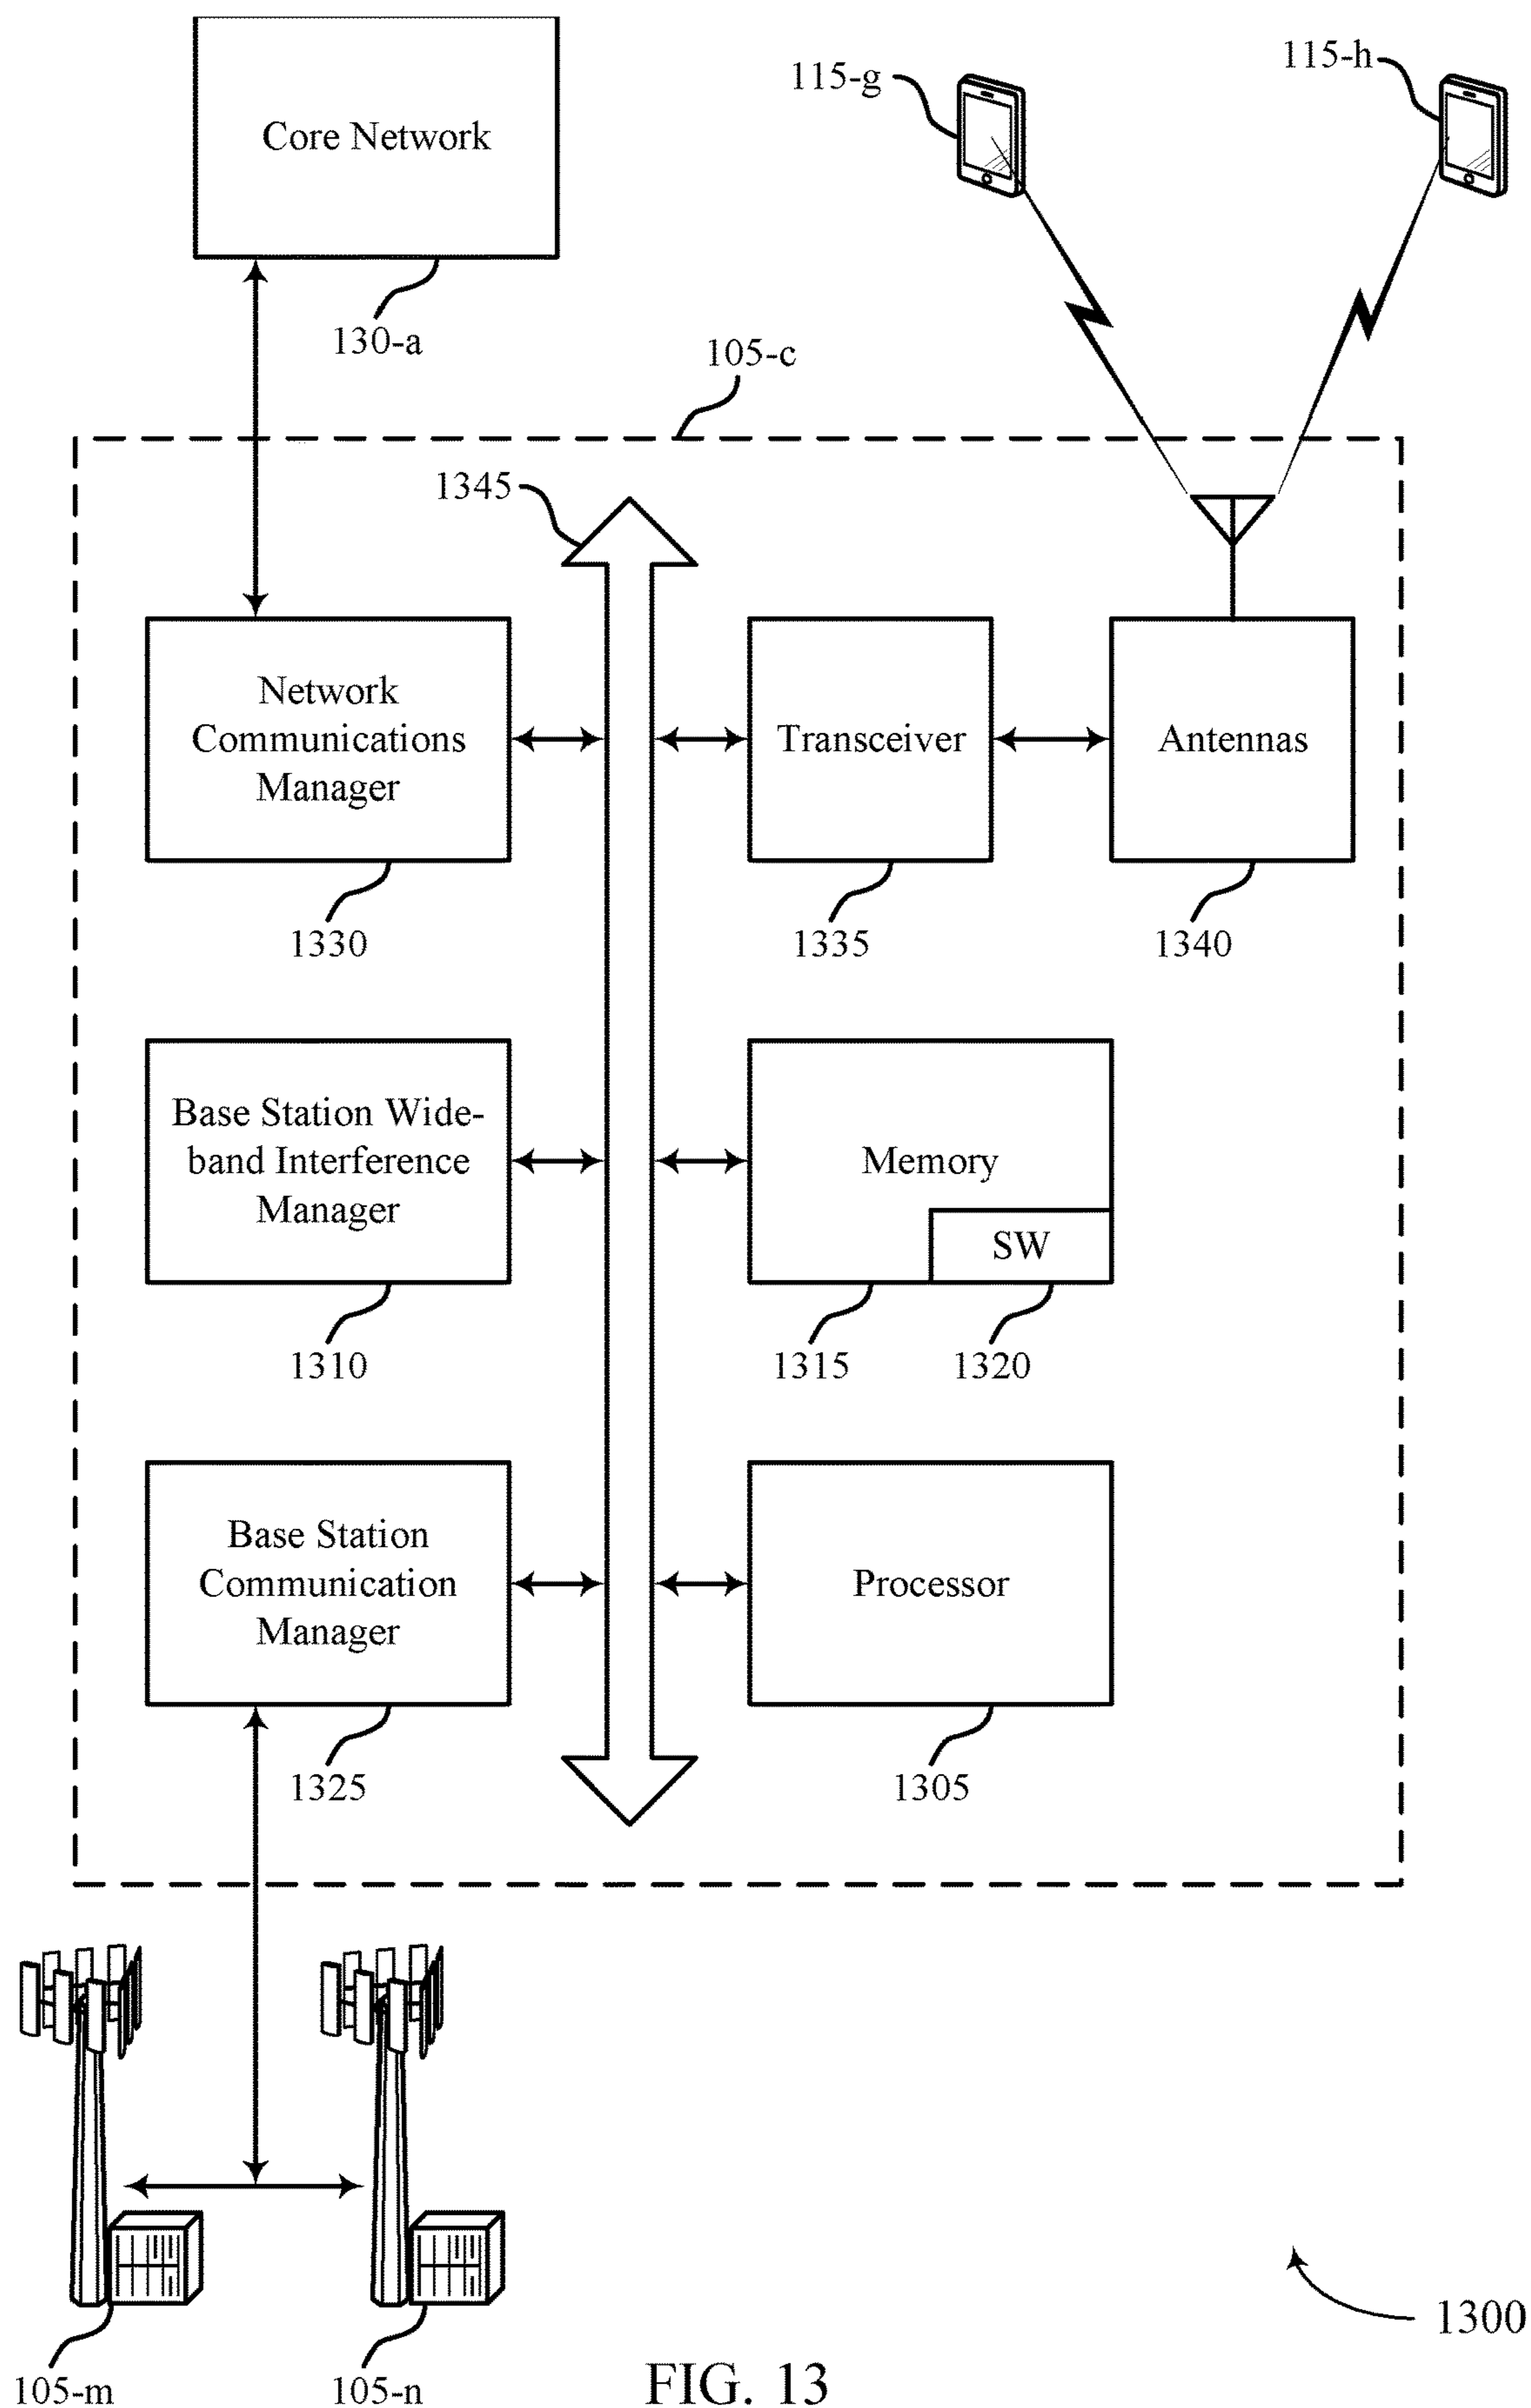 Core Network
130-a
115-g
115-h
105-c
1345
Network
Communications
Manager
1330
Transceiver
1335
Antennas
1340
Base Station Wide-
band Interference
Manager
1310
Memory
SW
1315
1320
Base Station
Communication
Manager
1325
Processor
1305
105-m
105-n
1300
FIG. 13